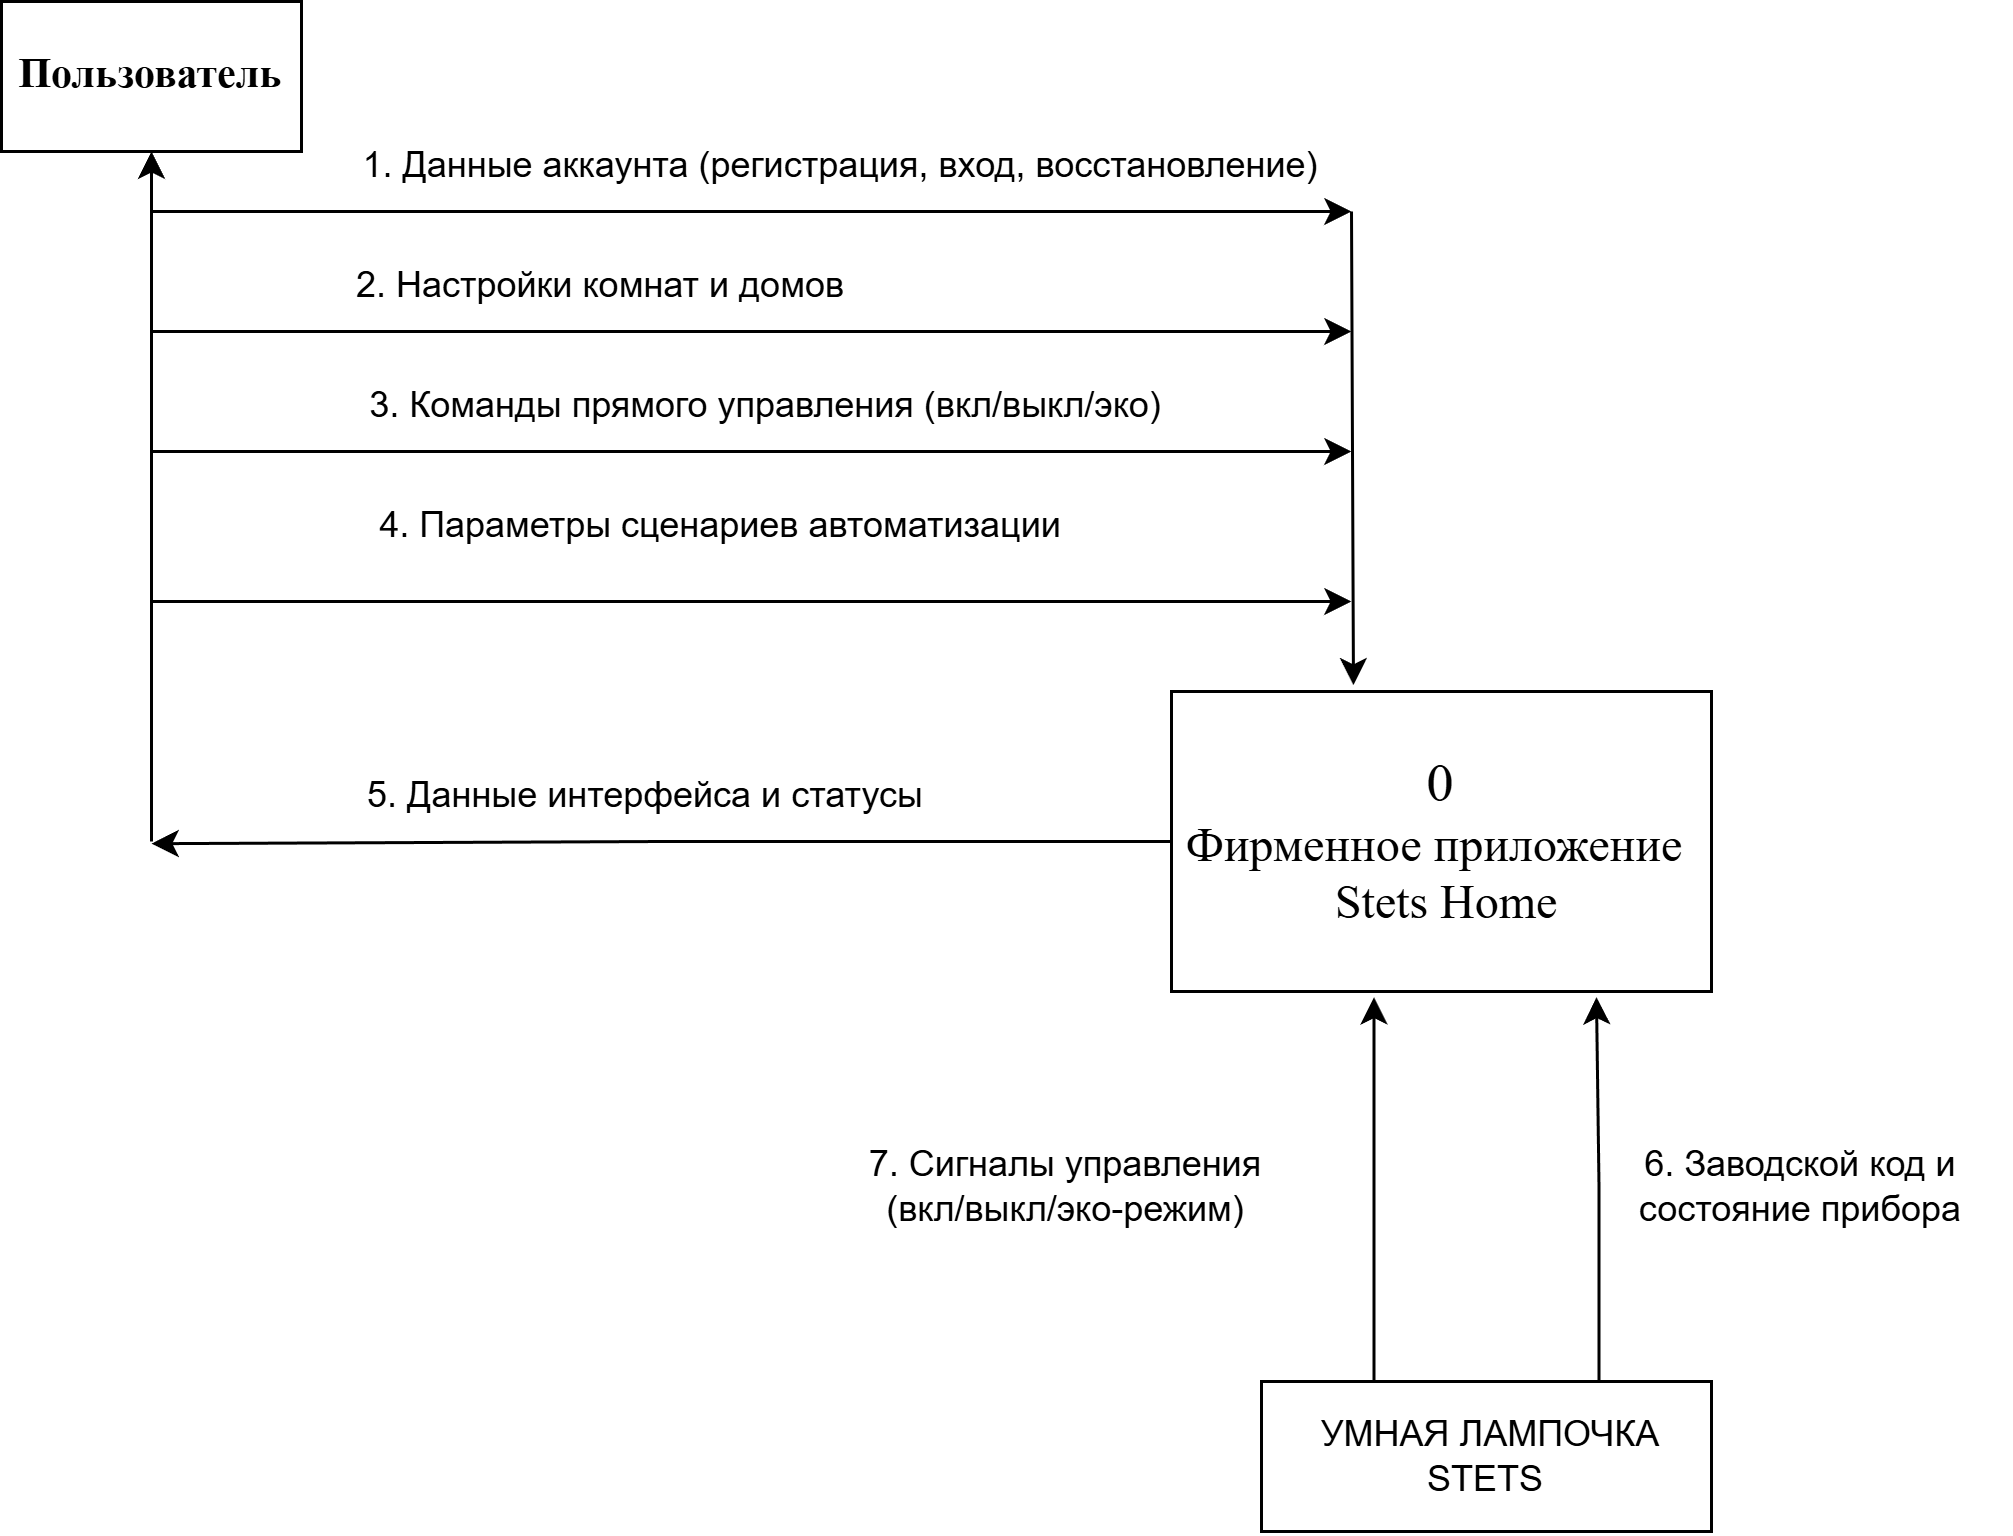 Пользователь
1. Данные аккаунта (регистрация, вход, восстановление)
2. Настройки комнат и домов
3. Команды прямого управления (вкл/выкл/эко)
4. Параметры сценариев автоматизации
5. Данные интерфейса и статусы
0
Фирменное приложение
Stets Home
7. Сигналы управления
(вкл/выкл/эко-режим)
6. Заводской код и
состояние прибора
УМНАЯ ЛАМПОЧКА
STETS